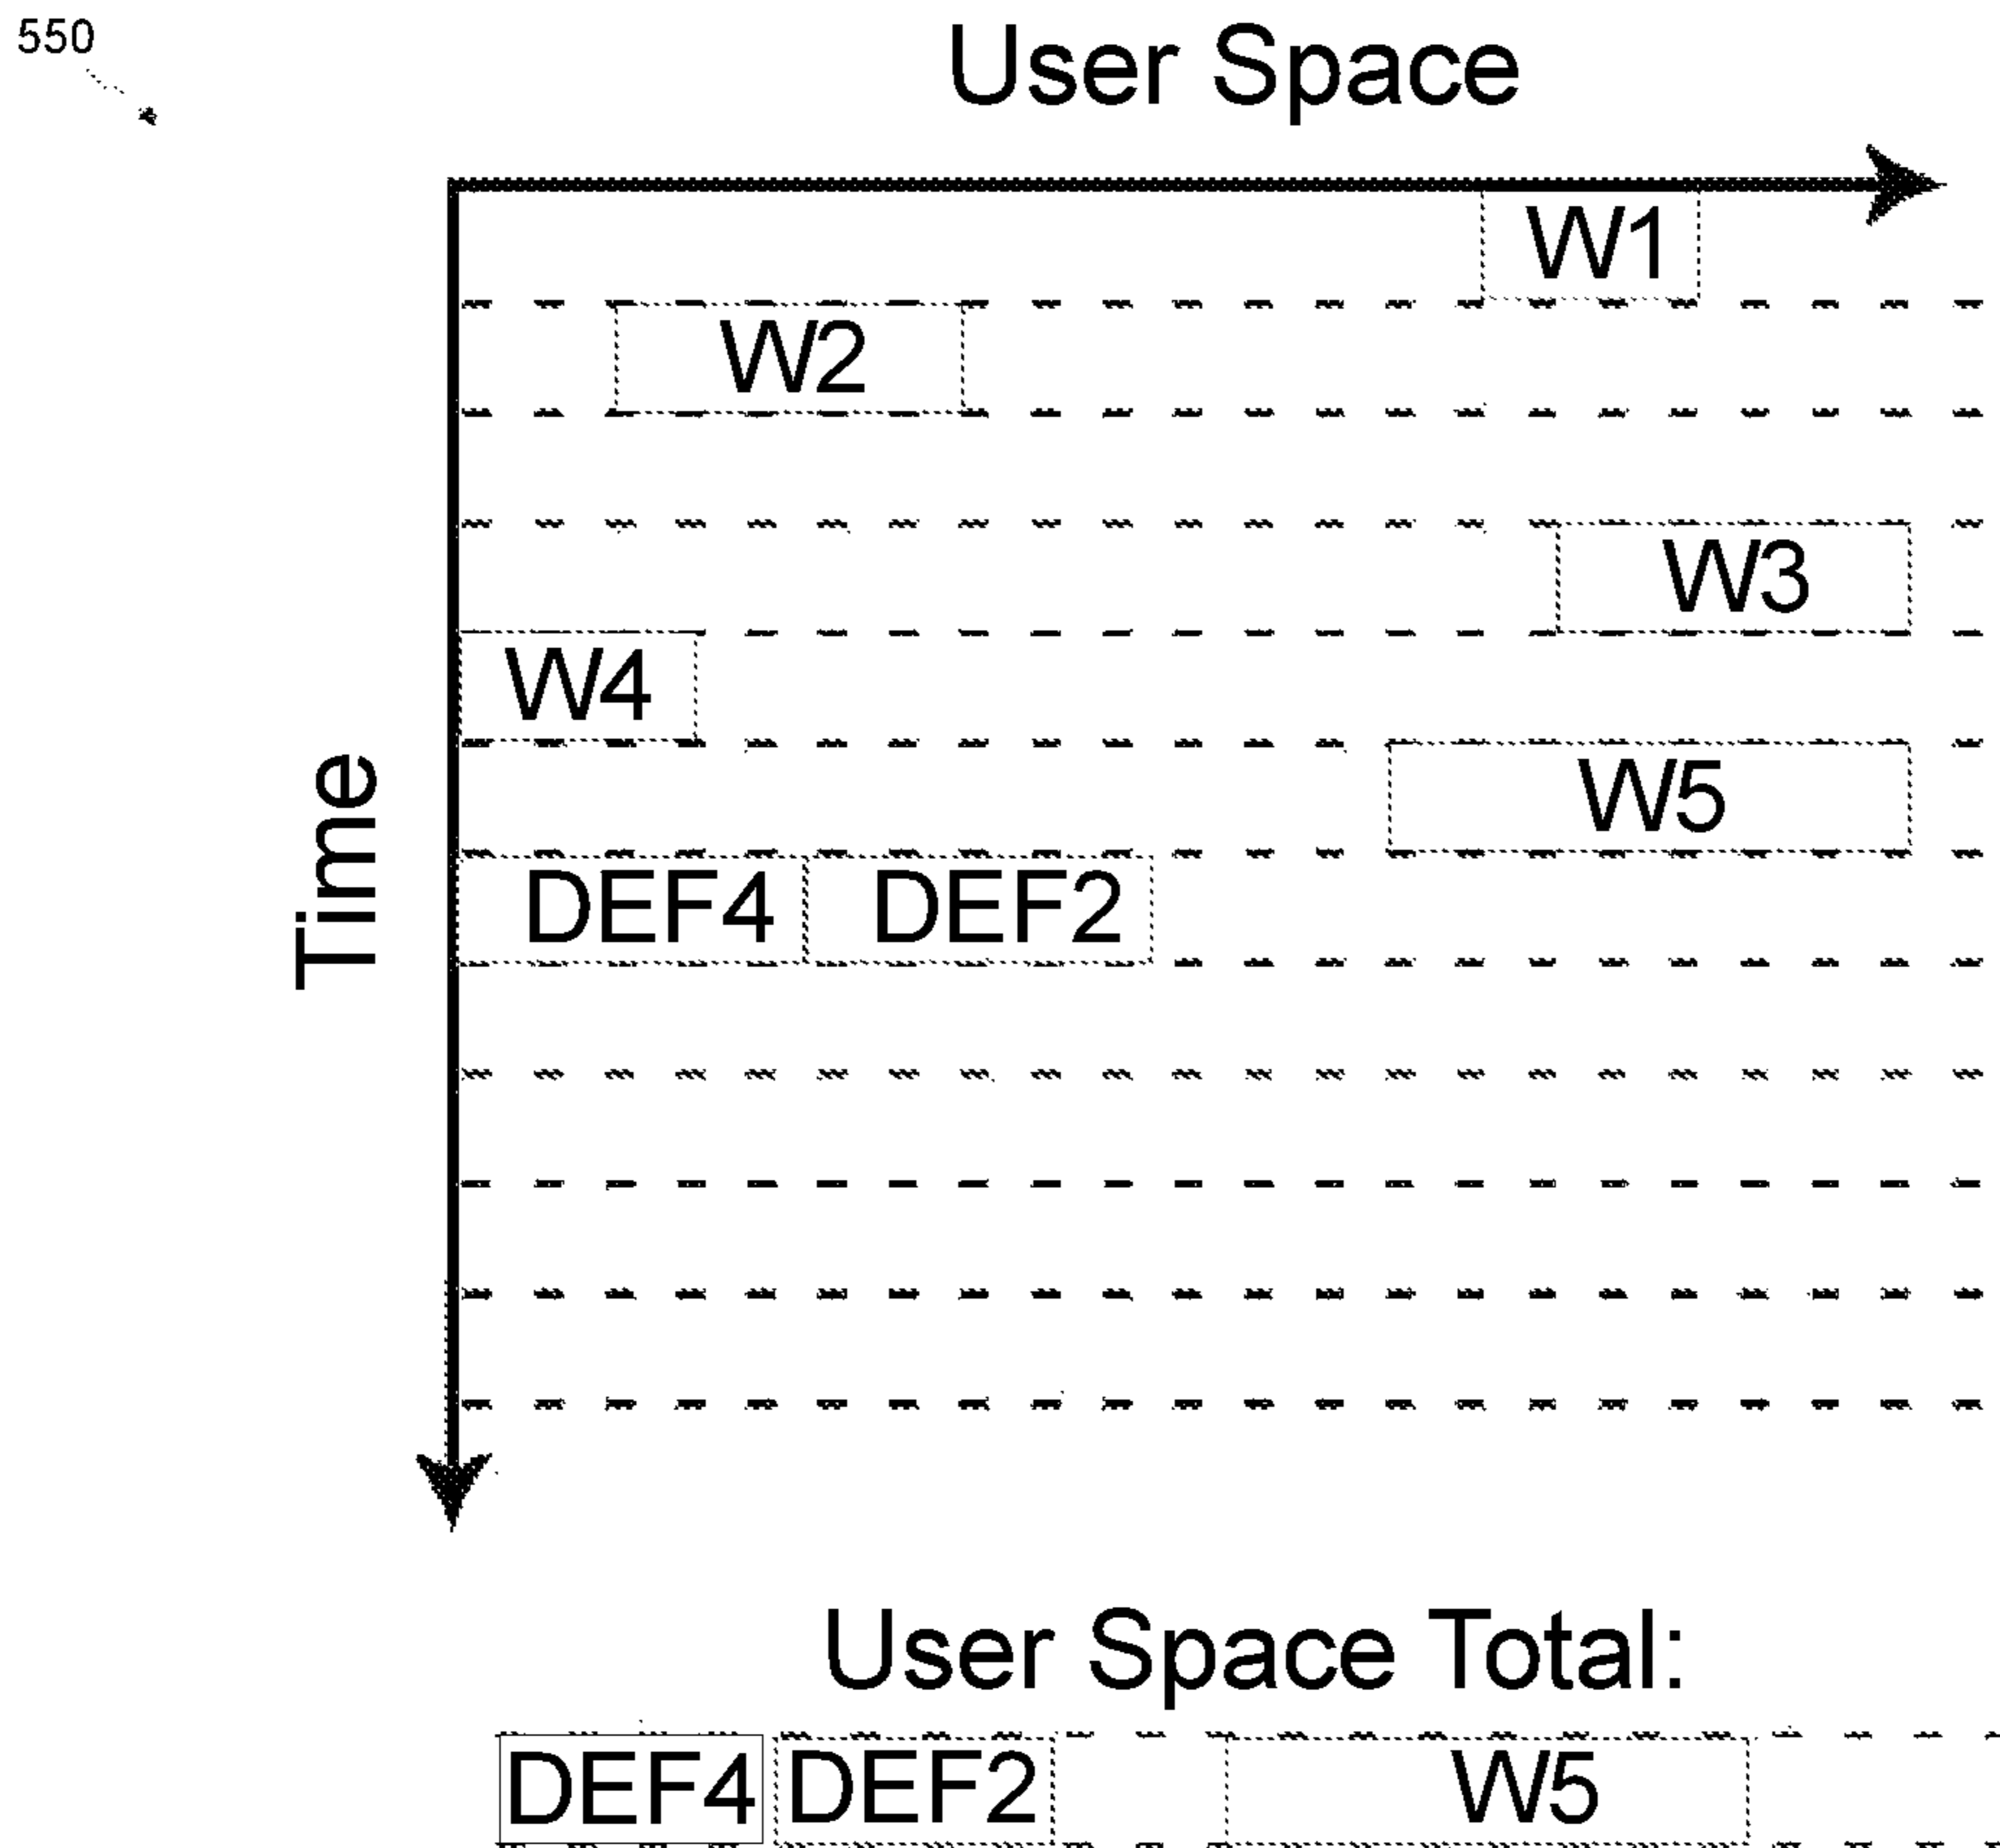 550
User Space
W1
W2
W3
W4
W5
DEF4 DEF2
Time
User Space Total:
DEF4 DEF2 W5